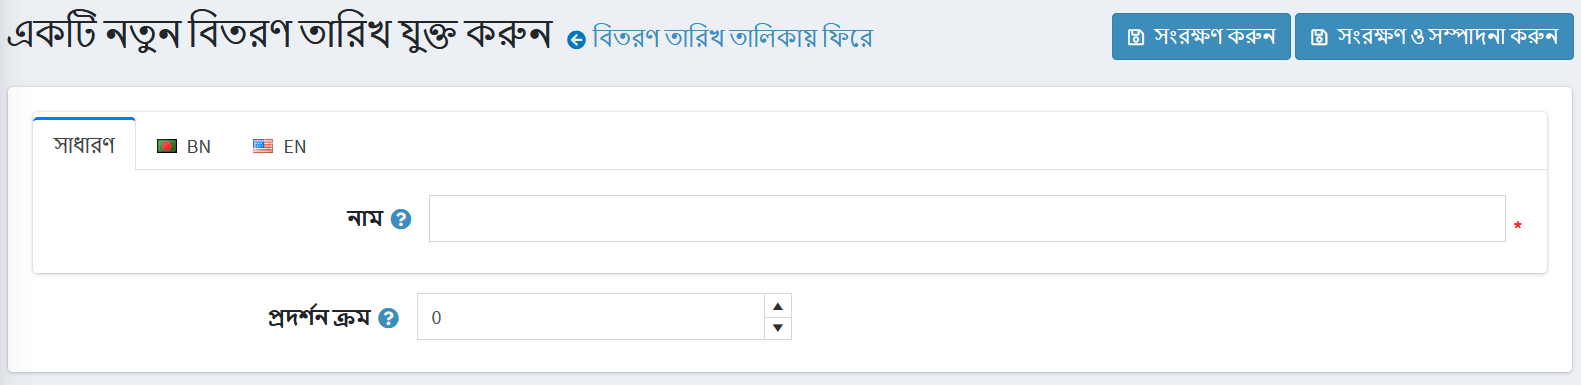 একটি নতুন বিতরণ তারিখ যুক্ত করুন বিতরণ তারিখ তালিকায় ফিরে সংরক্ষণ করুন সংরক্ষণ ও সম্পাদনা করুন
সাধারণ BN EN
নাম ? *
প্রদর্শন ক্রম ? 0